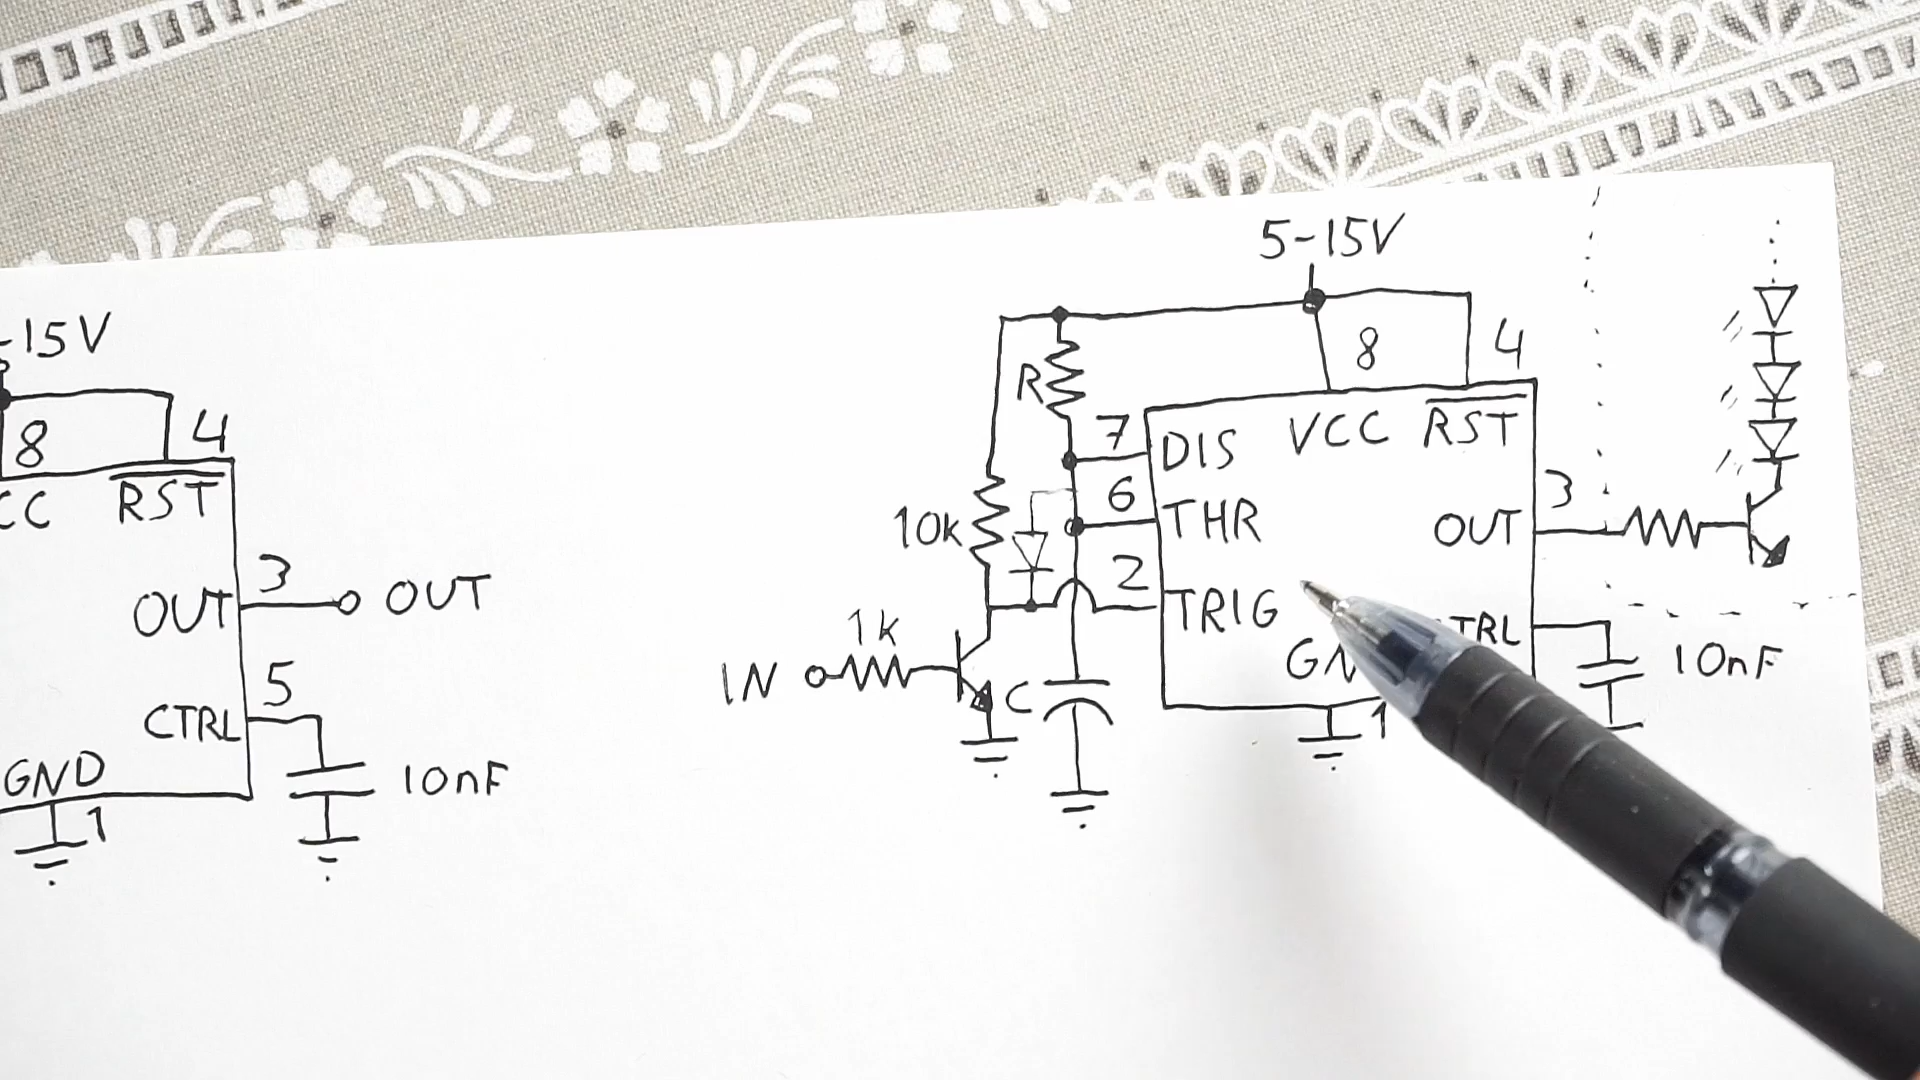 -15V
8
4
CC
RST
OUT
3
OUT
5
CTRL
GND
1
10nF
5-15V
8
4
R
7
DIS
VCC
RST
6
THR
3
10k
OUT
2
TRIG
1k
IN
C
TRL
GN
1
10nF